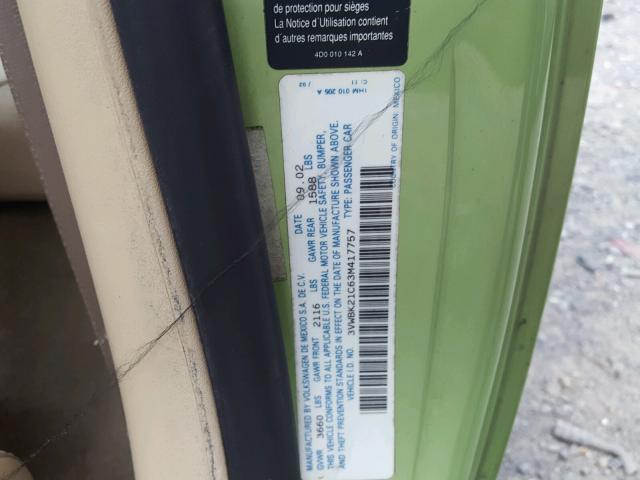 de protection pour sièges
La Notice d'Utilisation contient
d'autres remarques importantes
4D0 010 142 A
MANUFACTURED BY VOLKSWAGEN DE MEXICO S.A. DE C.V. DATE 09.02
GVWR 3660 LBS GAWR FRONT 2116 LBS GAWR REAR 1588 LBS
THIS VEHICLE CONFORMS TO ALL APPLICABLE U.S. FEDERAL MOTOR VEHICLE SAFETY, BUMPER,
AND THEFT PREVENTION STANDARDS IN EFFECT ON THE DATE OF MANUFACTURE SHOWN ABOVE.
VEHICLE I.D. NO. 3VWBK21C63M417757 TYPE: PASSENGER CAR
COUNTRY OF ORIGIN: MEXICO
1HM 010 205 A